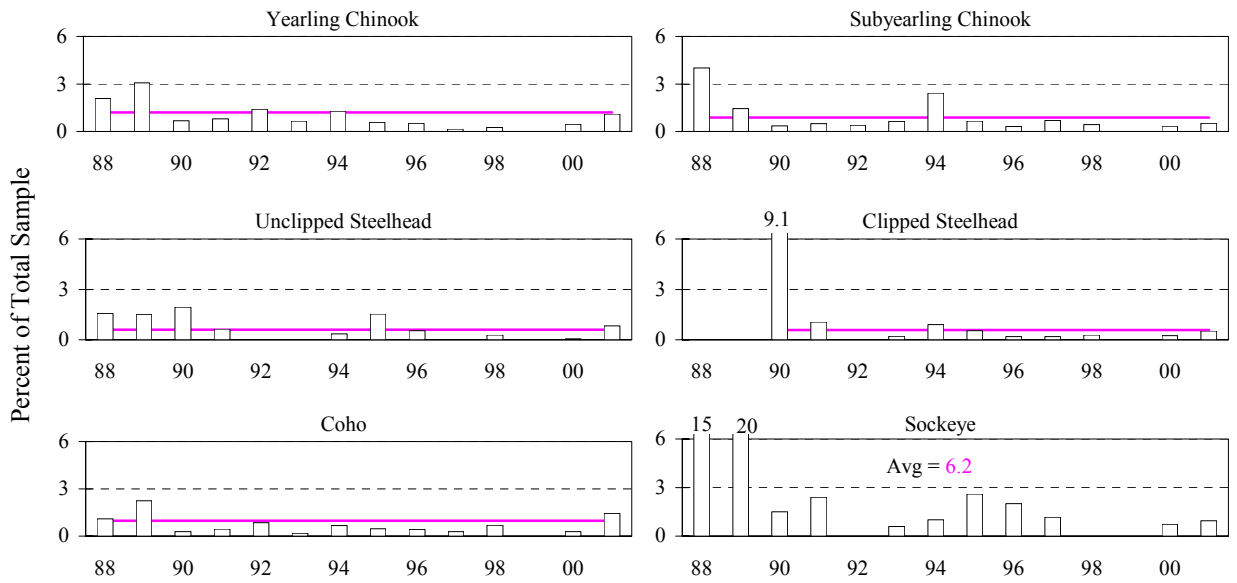 Percent of Total Sample
Yearling Chinook
6
3
0
88 90 92 94 96 98 00
Subyearling Chinook
6
3
0
88 90 92 94 96 98 00
Unclipped Steelhead
6
3
0
88 90 92 94 96 98 00
9.1
Clipped Steelhead
6
3
0
88 90 92 94 96 98 00
Coho
6
3
0
88 90 92 94 96 98 00
15 20
Sockeye
Avg = 6.2
6
3
0
88 90 92 94 96 98 00